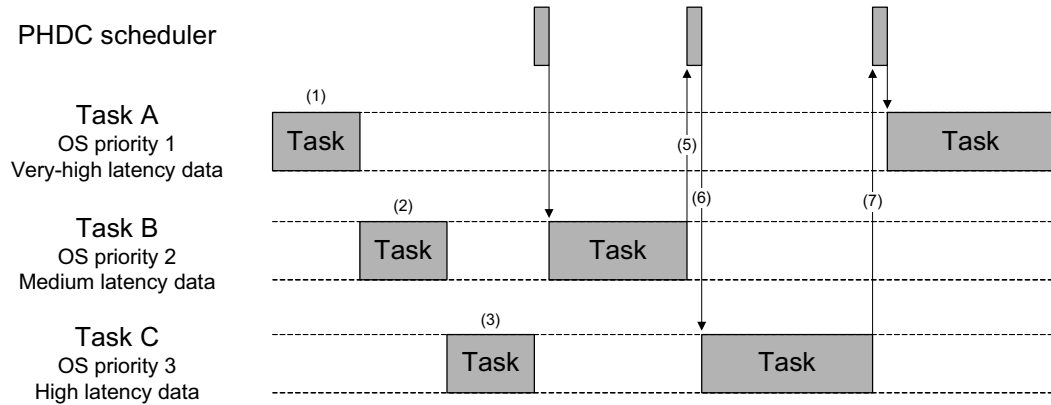 PHDC scheduler
Task A
OS priority 1
Very-high latency data
(1)
Task
Task
(5)
(6)
(7)
Task B
OS priority 2
Medium latency data
(2)
Task
Task
Task C
OS priority 3
High latency data
(3)
Task
Task